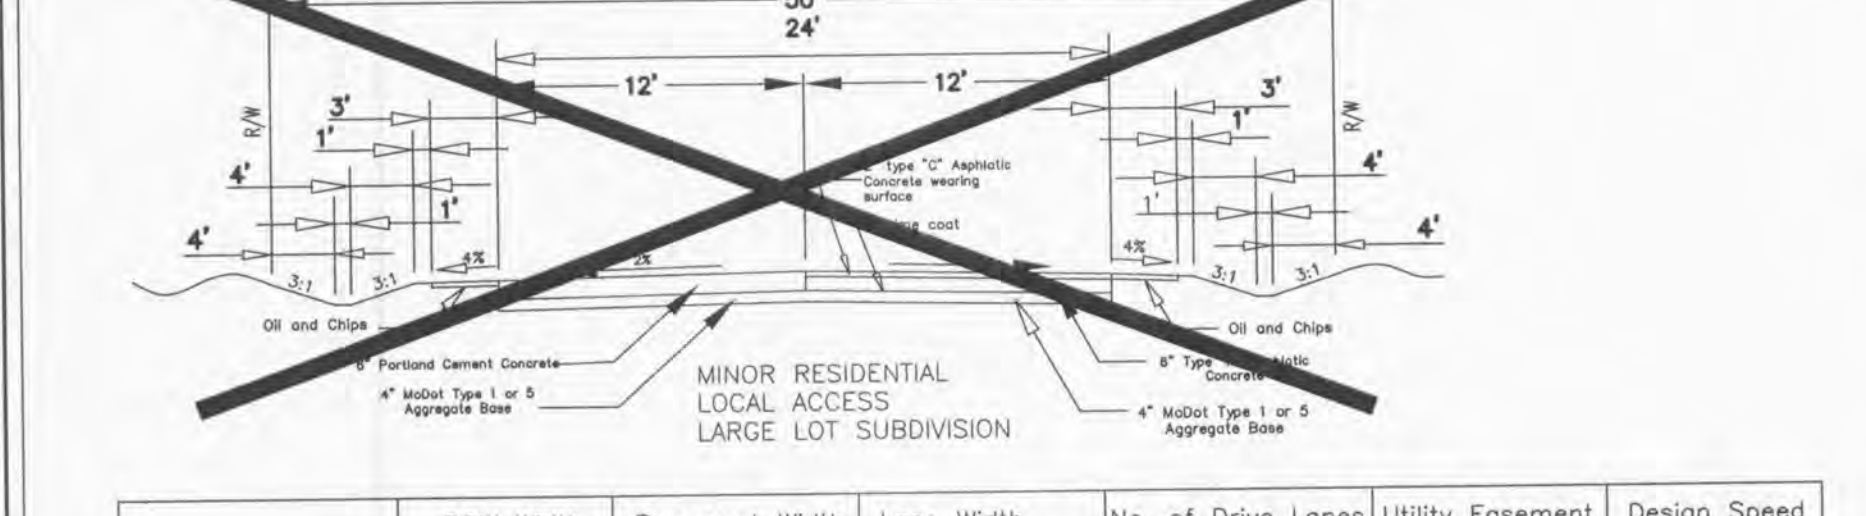 24'
12' 12'
3' 3'
R/W R/W
1' 1'
4' 4'
type "C" Asphlatic
Concrete wearing
surface
1' 1'
coat
4' 4'
4% 2% 4%
3:1 3:1 3:1 3:1
Oil and Chips Oil and Chips
6" Portland Cement Concrete
Concrete
4" MoDot Type 1 or 5
Aggregate Base
MINOR RESIDENTIAL
LOCAL ACCESS
LARGE LOT SUBDIVISION
4" MoDot Type 1 or 5
Aggregate Base
No. of Drive Lanes Utility Easement Design Speed